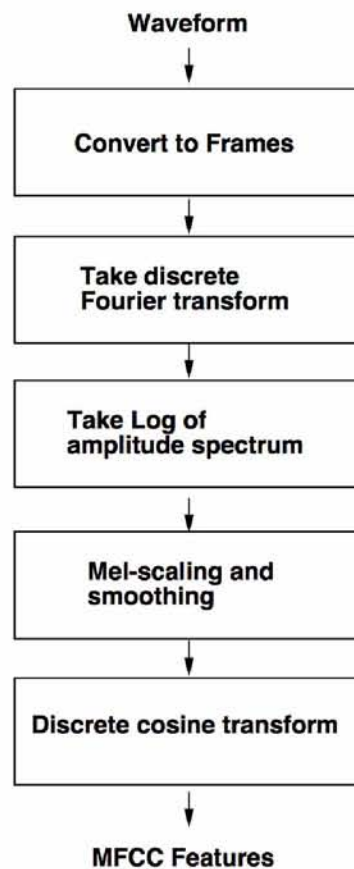 Waveform
Convert to Frames
Take discrete
Fourier transform
Take Log of
amplitude spectrum
Mel-scaling and
smoothing
Discrete cosine transform
MFCC Features